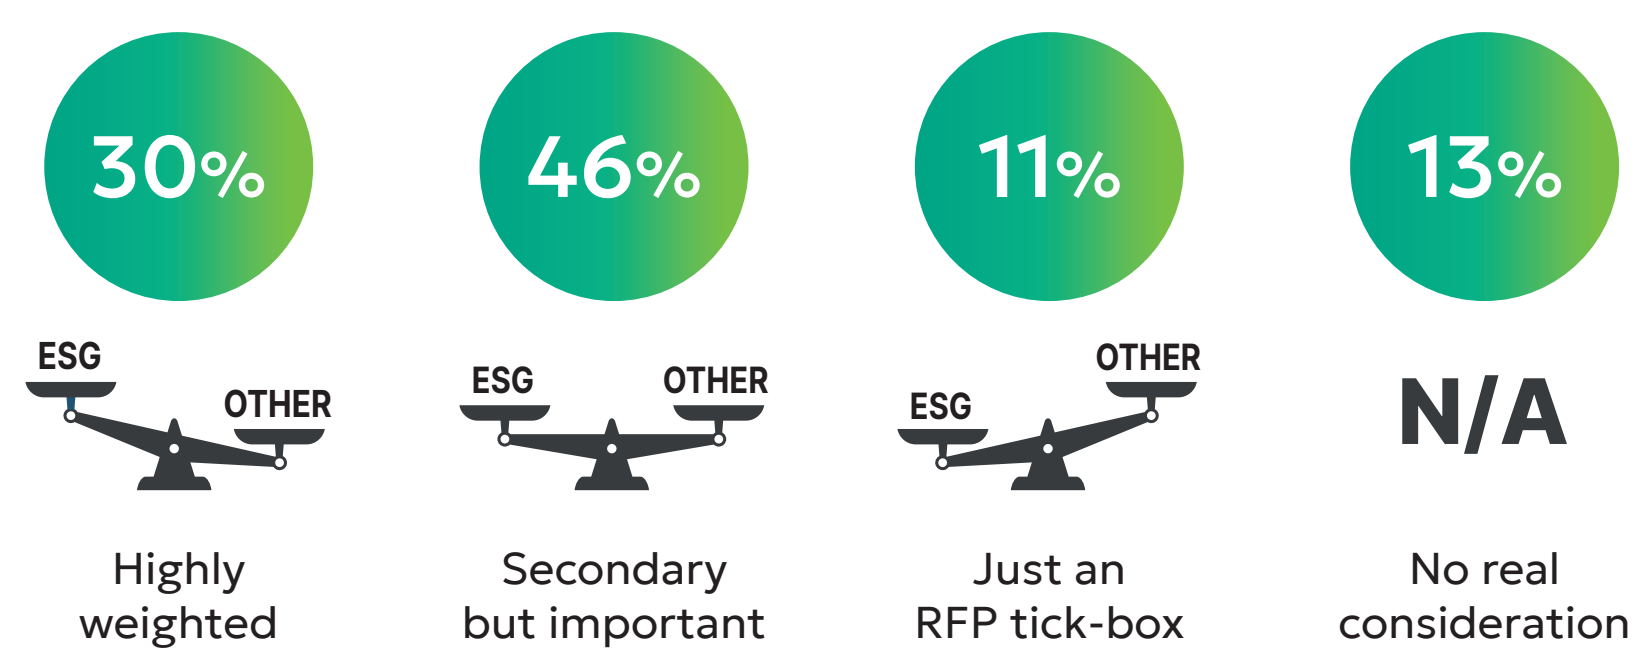 30%
46%
11%
13%
ESG
OTHER
ESG
OTHER
ESG
OTHER
N/A
Highly
weighted
Secondary
but important
Just an
RFP tick-box
No real
consideration